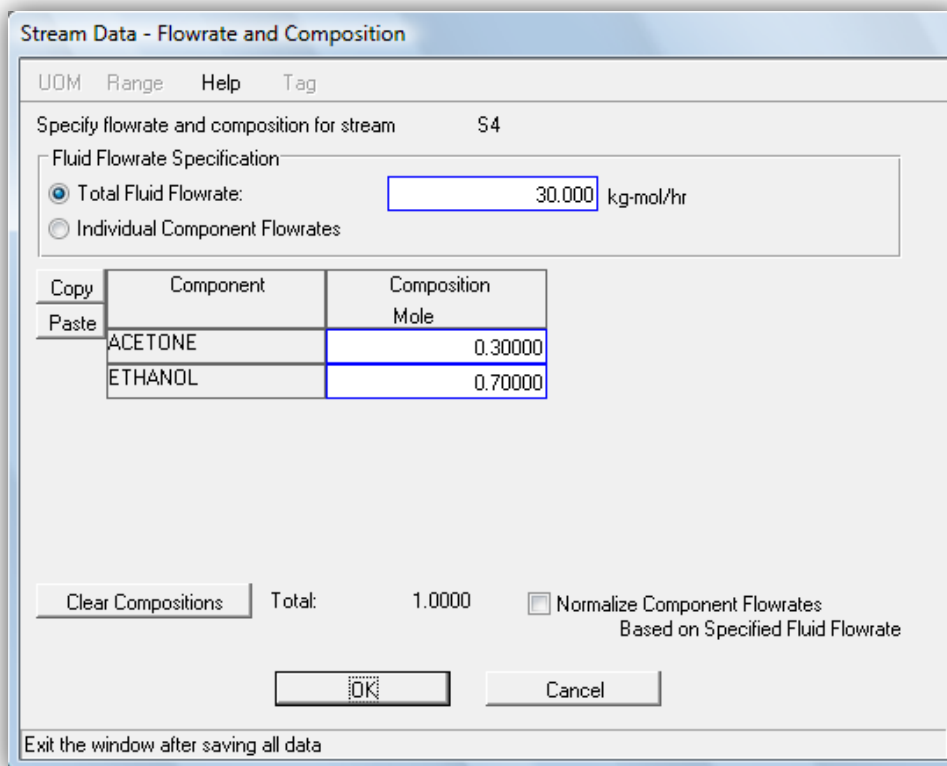 Stream Data - Flowrate and Composition
UOM Range Help Tag
Specify flowrate and composition for stream S4
Fluid Flowrate Specification
Total Fluid Flowrate: 30.000 kg-mol/hr
Individual Component Flowrates
Copy Component Composition
Paste Mole
ACETONE 0.30000
ETHANOL 0.70000
Clear Compositions Total: 1.0000 Normalize Component Flowrates
Based on Specified Fluid Flowrate
OK Cancel
Exit the window after saving all data